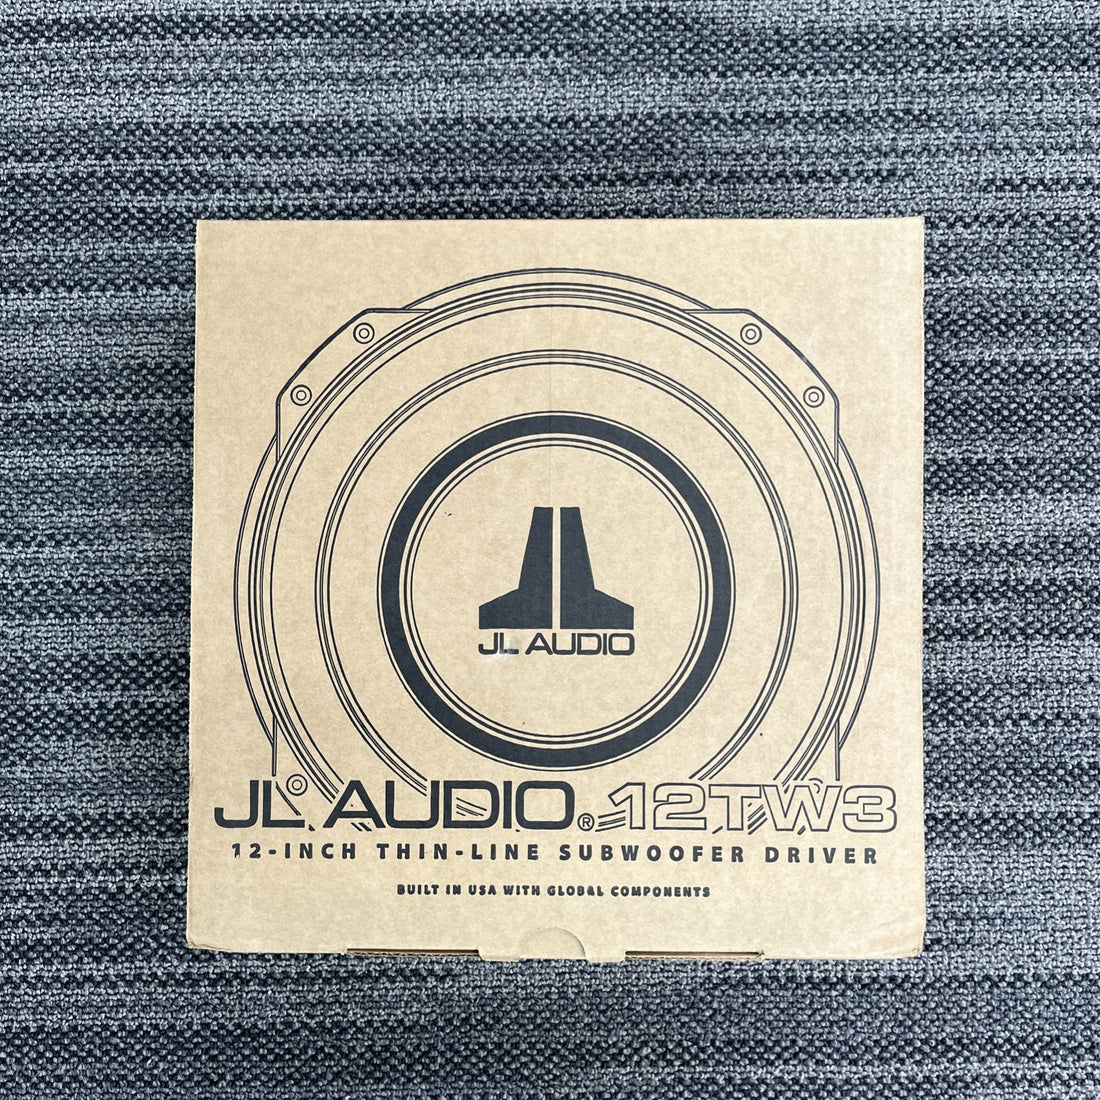 JL AUDIO
JL AUDIO® 12TW3
12-INCH THIN-LINE SUBWOOFER DRIVER
BUILT IN USA WITH GLOBAL COMPONENTS